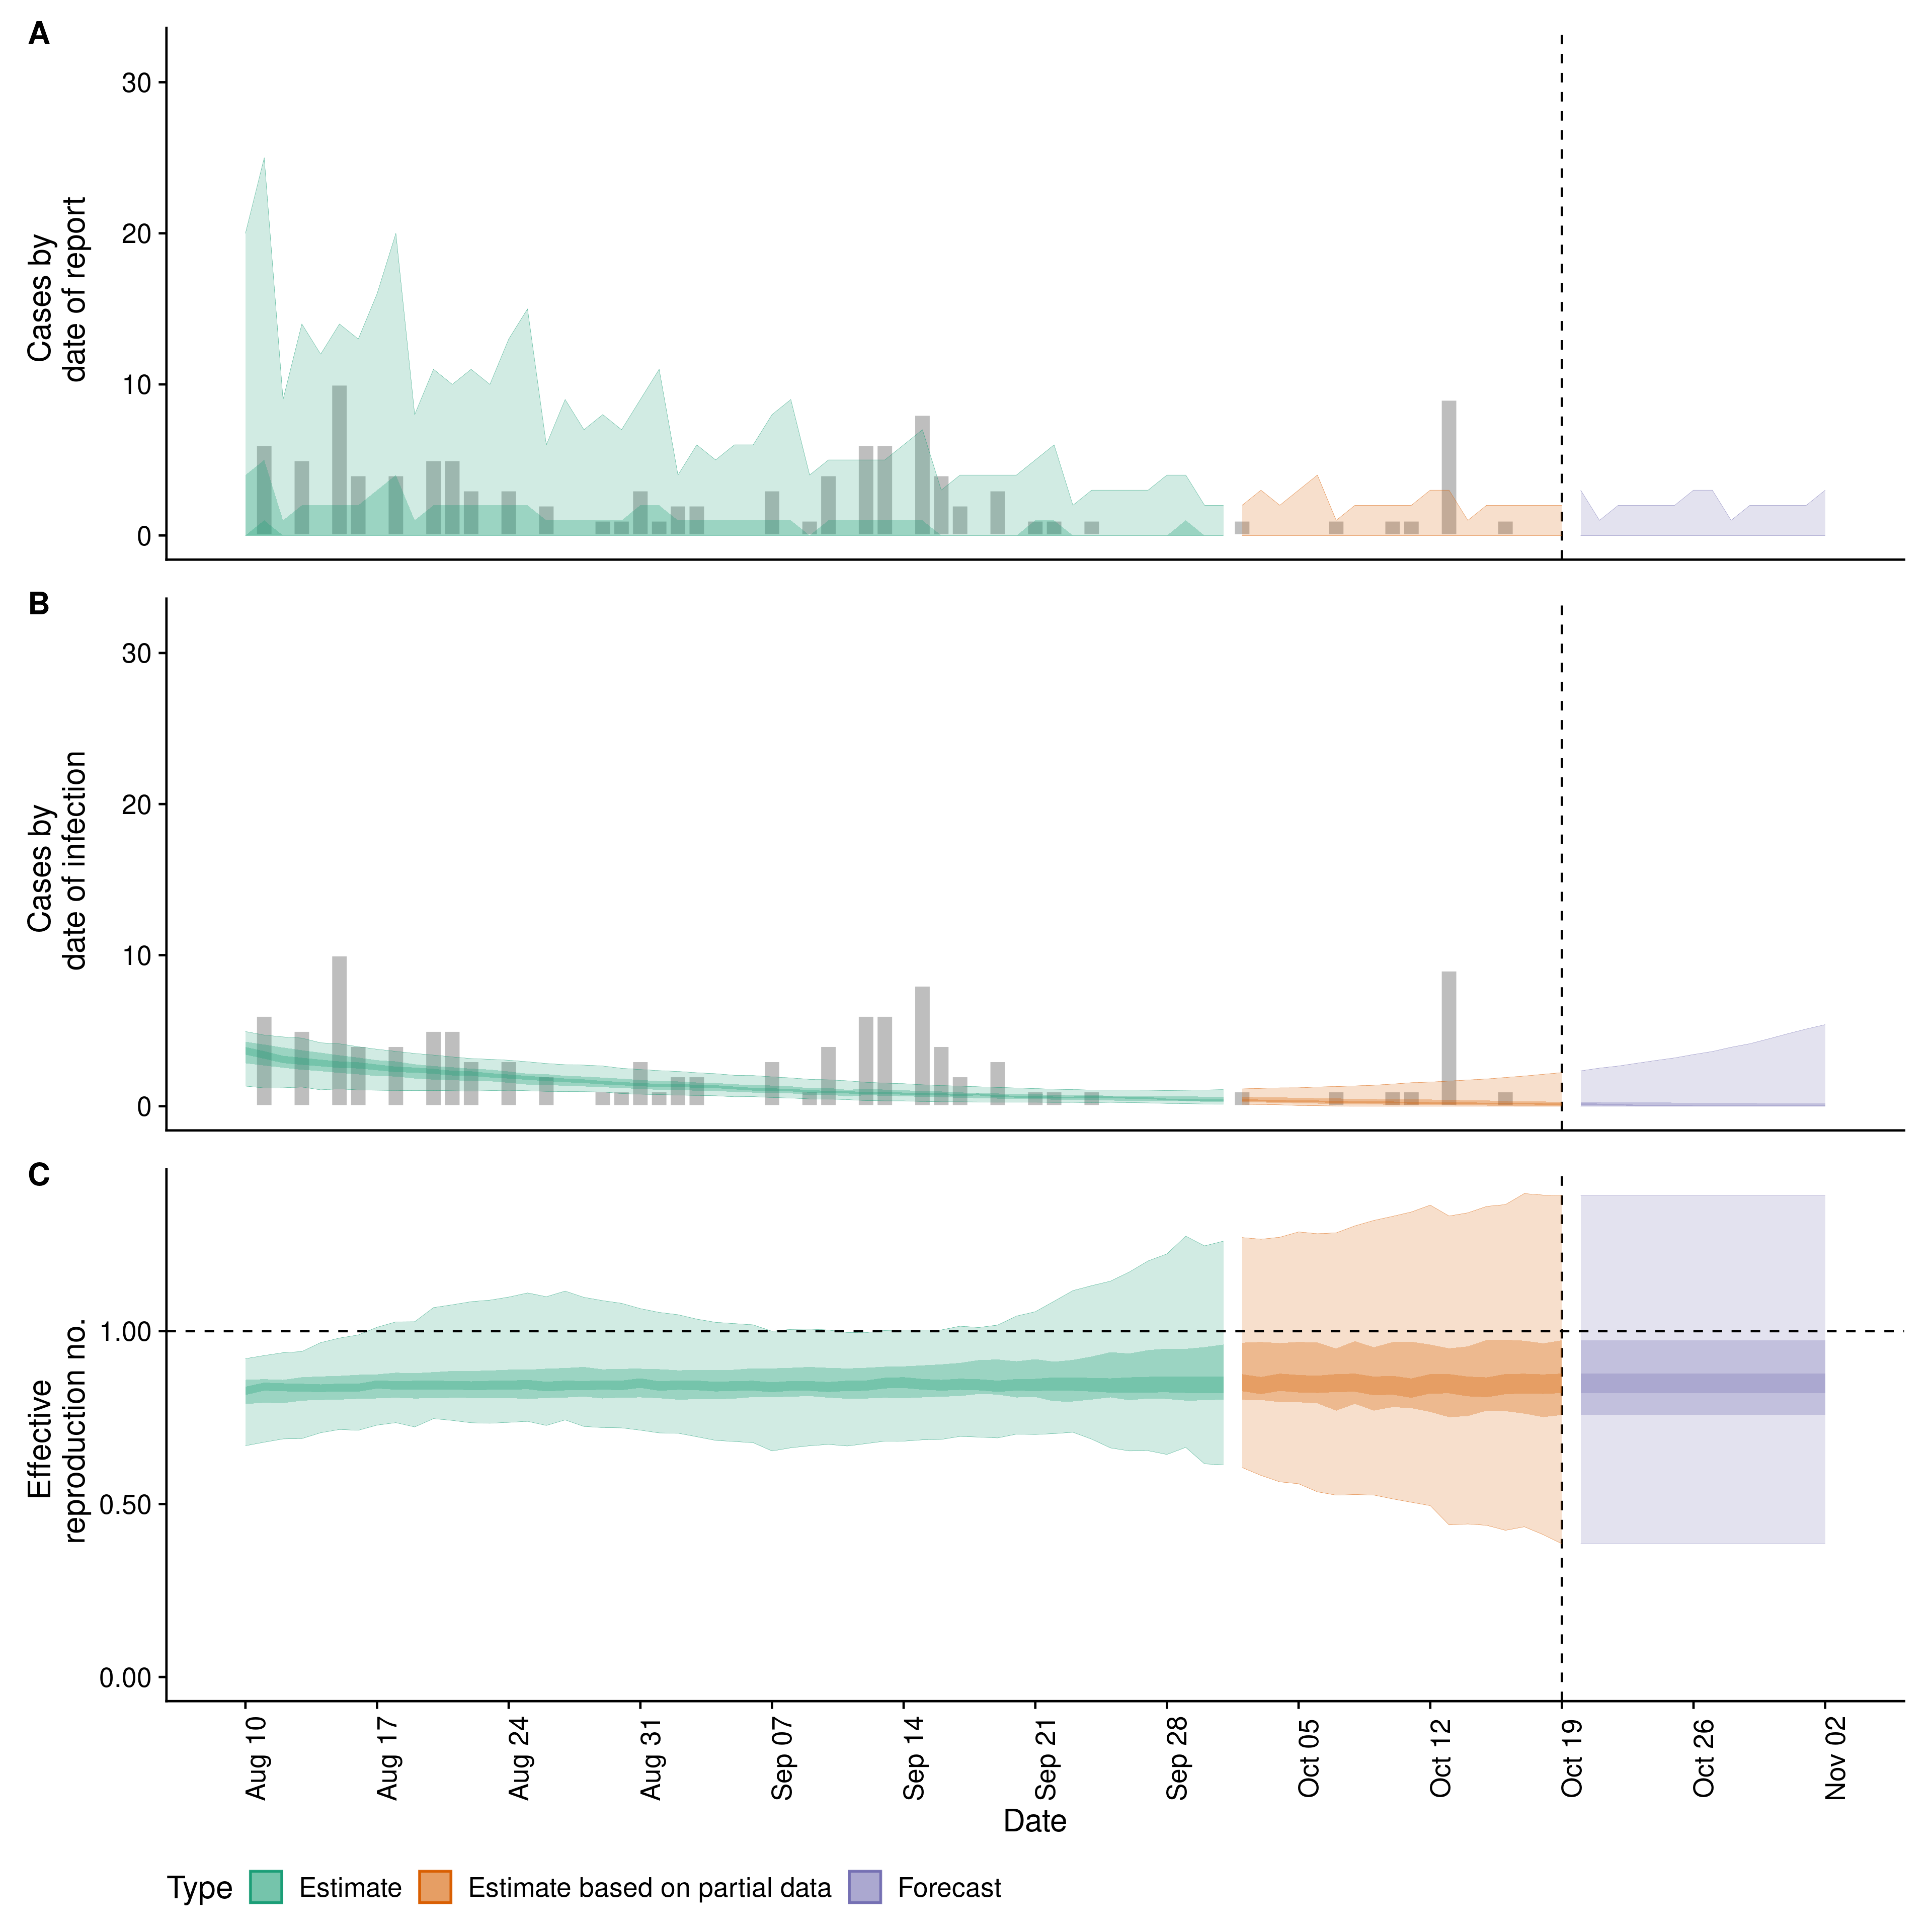 A
30
20
10
0
Cases by
date of report
B
30
20
10
0
Cases by
date of infection
C
1.00
0.50
0.00
Effective
reproduction no.
Aug 10
Aug 17
Aug 24
Aug 31
Sep 07
Sep 14
Sep 21
Sep 28
Oct 05
Oct 12
Oct 19
Oct 26
Nov 02
Date
Type Estimate Estimate based on partial data Forecast